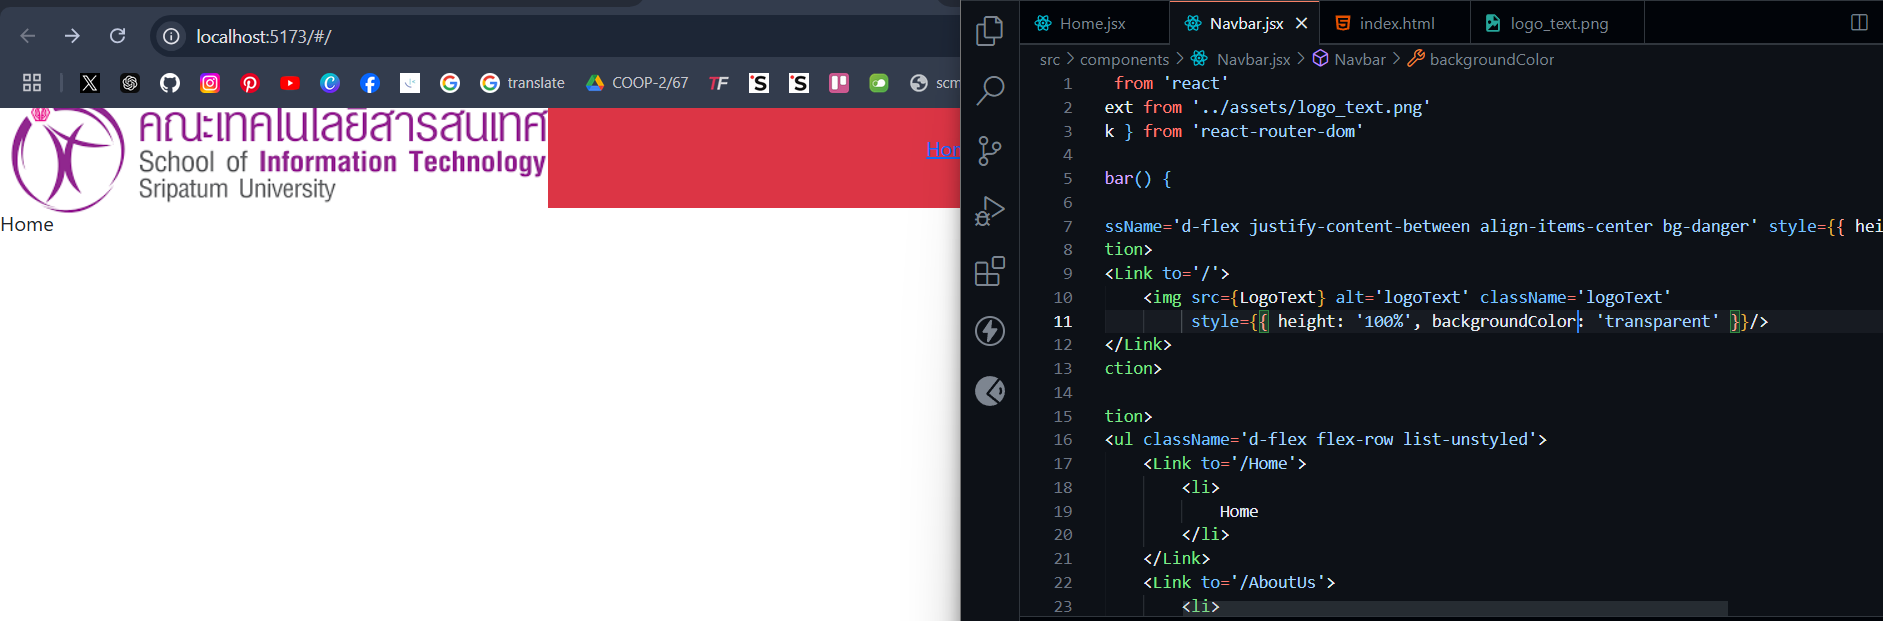 localhost:5173/#/
translate
COOP-2/67
TF
iS
iS
scm
คณะเทคโนโลยีสารสนเทศ
School of Information Technology
Sripatum University
Hor
Home
Home.jsx
Navbar.jsx
index.html
logo_text.png
src > components > Navbar.jsx > Navbar > backgroundColor
1 from 'react'
2 ext from '../assets/logo_text.png'
3 k } from 'react-router-dom'
4
5 bar() {
6
7 ssName='d-flex justify-content-between align-items-center bg-danger' style={{ hei
8 tion>
9 <Link to='/'>
10 <img src={LogoText} alt='logoText' className='logoText'
11 style={{ height: '100%', backgroundColor: 'transparent' }}/>
12 </Link>
13 ction>
14
15 tion>
16 <ul className='d-flex flex-row list-unstyled'>
17 <Link to='/Home'>
18 <li>
19 Home
20 </li>
21 </Link>
22 <Link to='/AboutUs'>
23 <li>